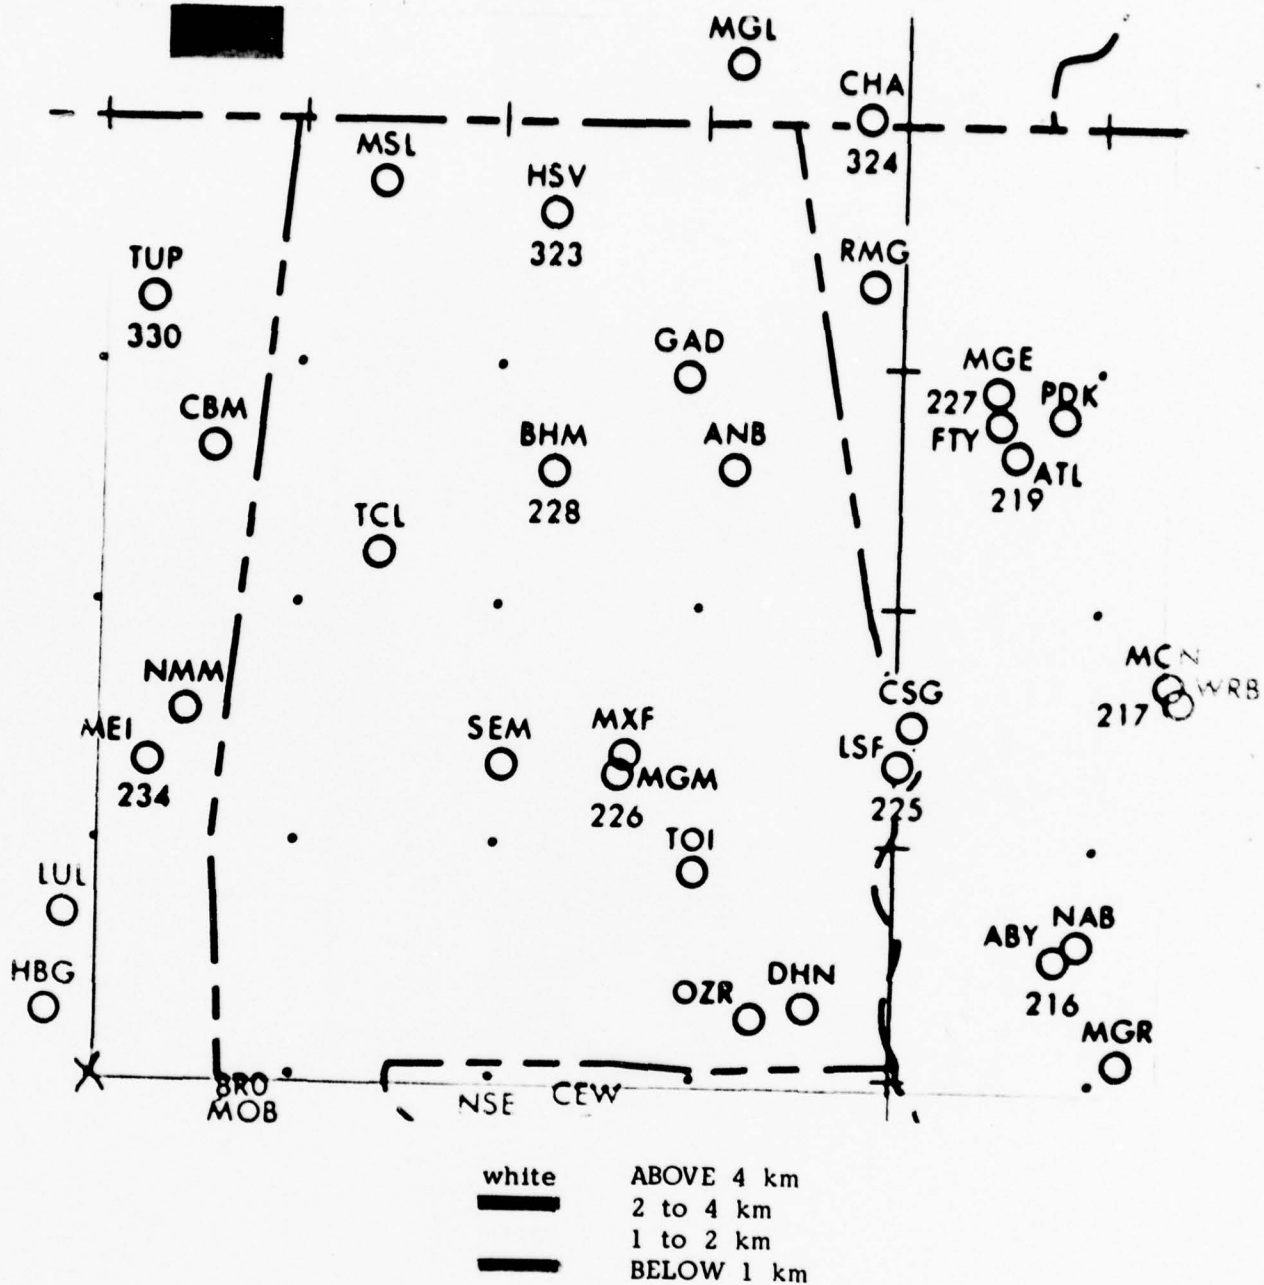 MGL
CHA
324
MSL
HSV
323
TUP
330
RMG
GAD
MGE
227
PDK
FTY
ATL
219
CBM
BHM
228
ANB
TCL
NMM
MCN
WRB
217
CSG
MEI
234
SEM
MXF
MGM
226
LSF
225
TOI
LUL
NAB
ABY
216
HBG
OZR
DHN
MGR
BRO
MOB
NSE
CEW
white ABOVE 4 km
2 to 4 km
1 to 2 km
BELOW 1 km